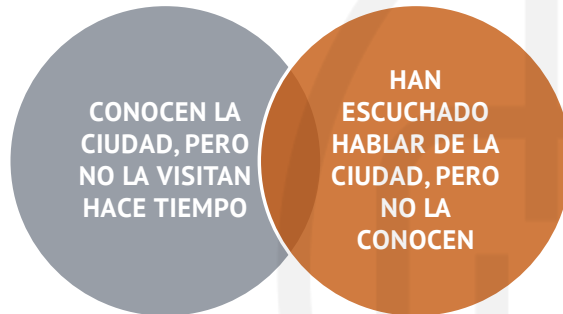 CONOCEN LA
CIUDAD, PERO
NO LA VISITAN
HACE TIEMPO
HAN
ESCUCHADO
HABLAR DE LA
CIUDAD, PERO
NO LA
CONOCEN